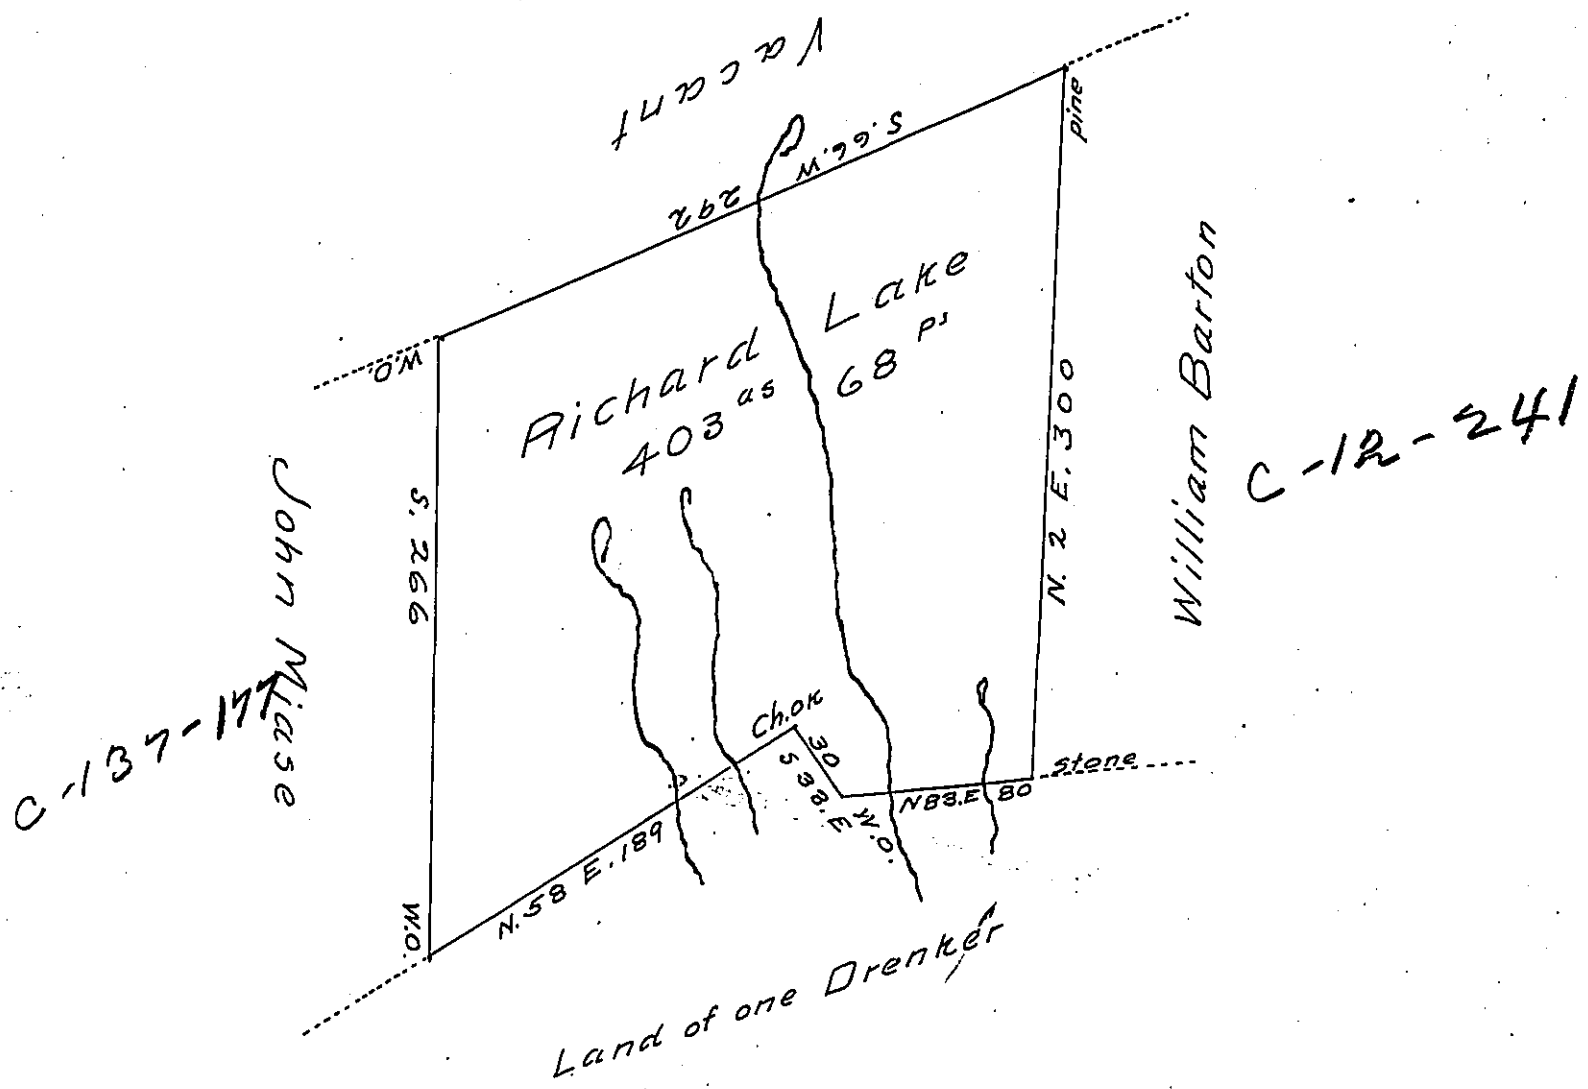 Vacant
S. 66. W
292
pine
W.O.
Richard Lake
403 as 68 ps
N. 2 E. 300
William Barton
C-12-241
S. 266
John Miase
C-137-177
Ch. OK
30
S 38. E
W.O.
N 83. E 80
stone
N. 58 E. 189
W.O.
Land of one Drenker